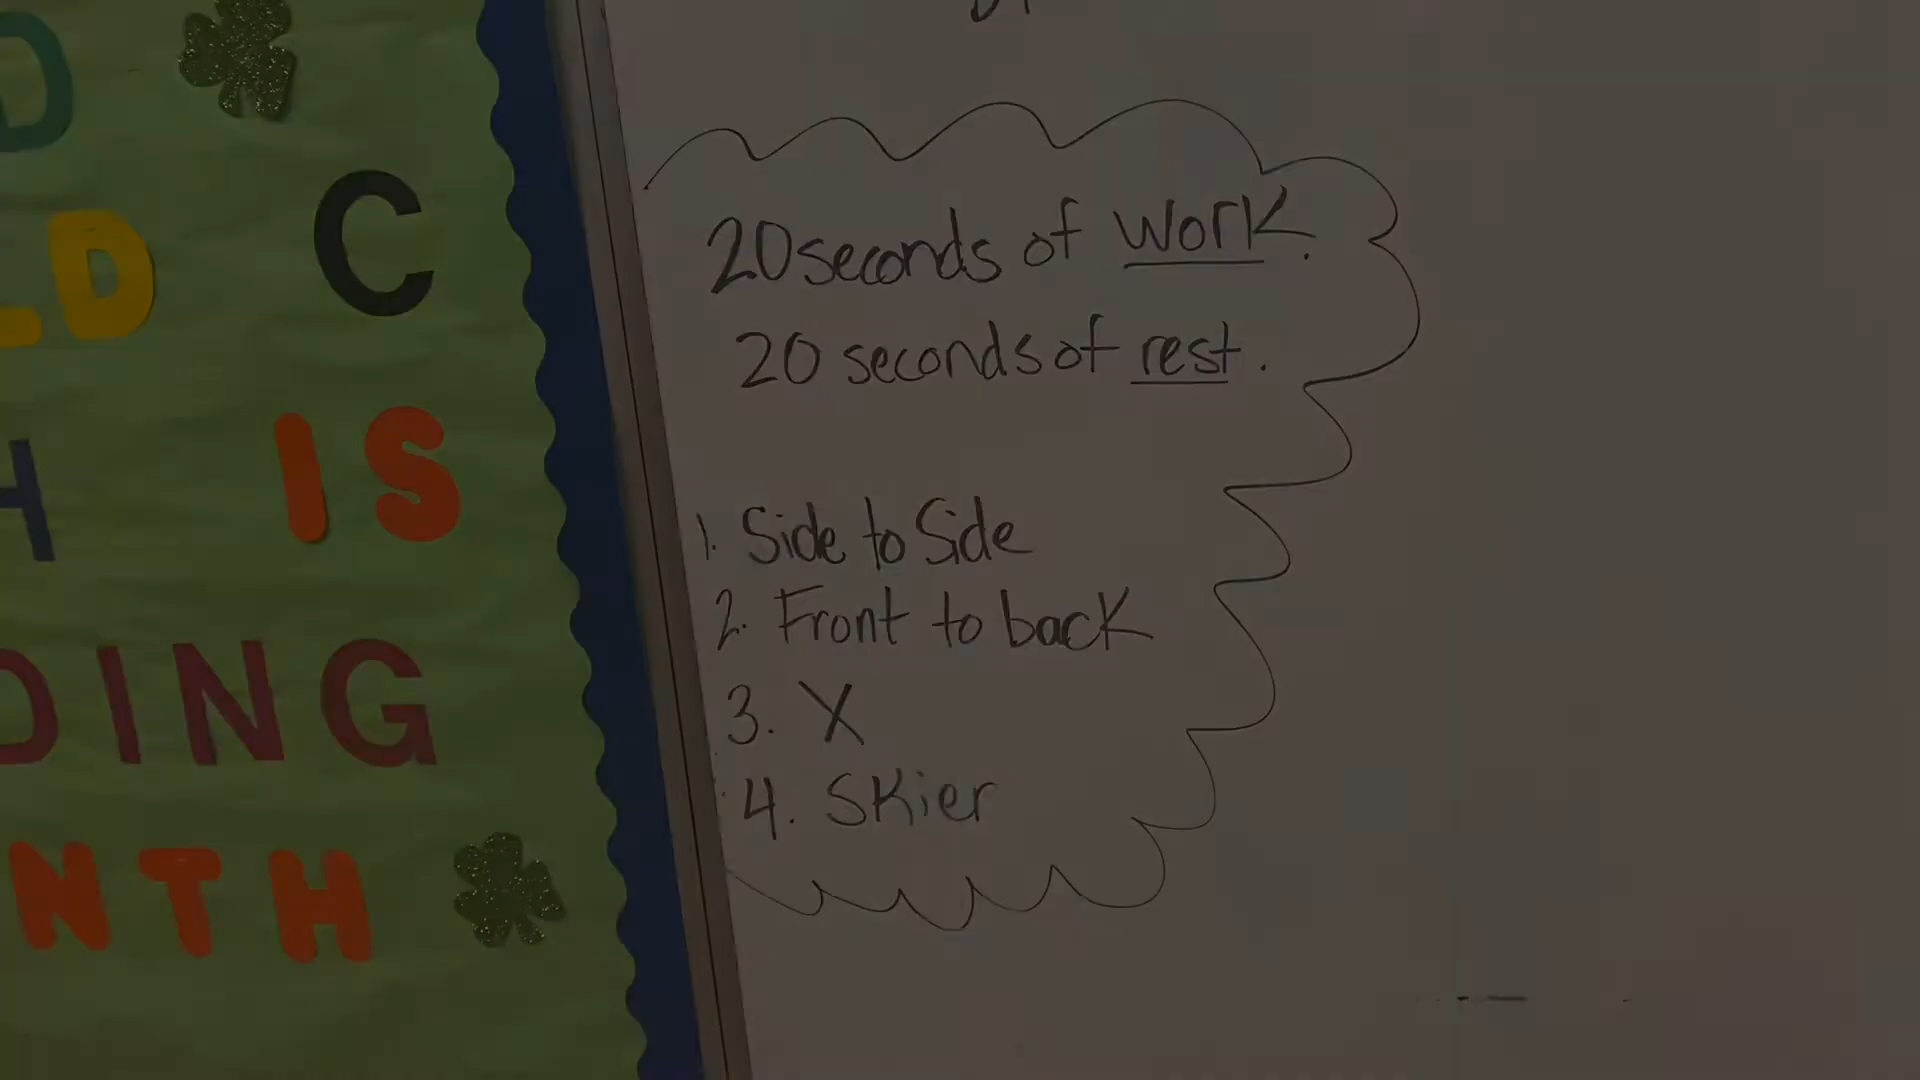 D
LD C
H IS
DING
NTH
20 seconds of work.
20 seconds of rest.
1. Side to Side
2. Front to back
3. X
4. Skier